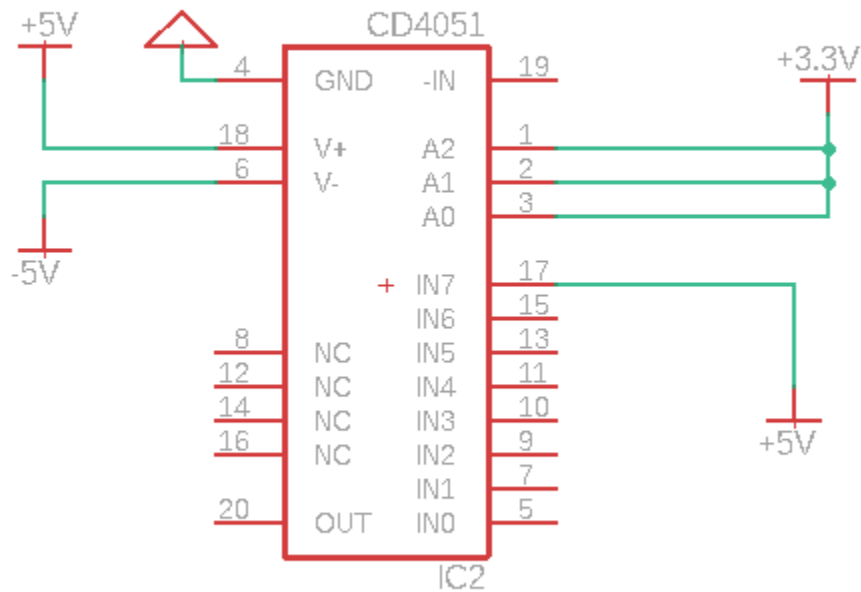 +5V
CD4051
+3.3V
4 GND -IN 19
18 V+ A2 1
6 V- A1 2
A0 3
-5V
IN7 17
IN6 15
8 NC IN5 13
12 NC IN4 11
14 NC IN3 10
16 NC IN2 9
IN1 7
20 OUT IN0 5
+5V
IC2